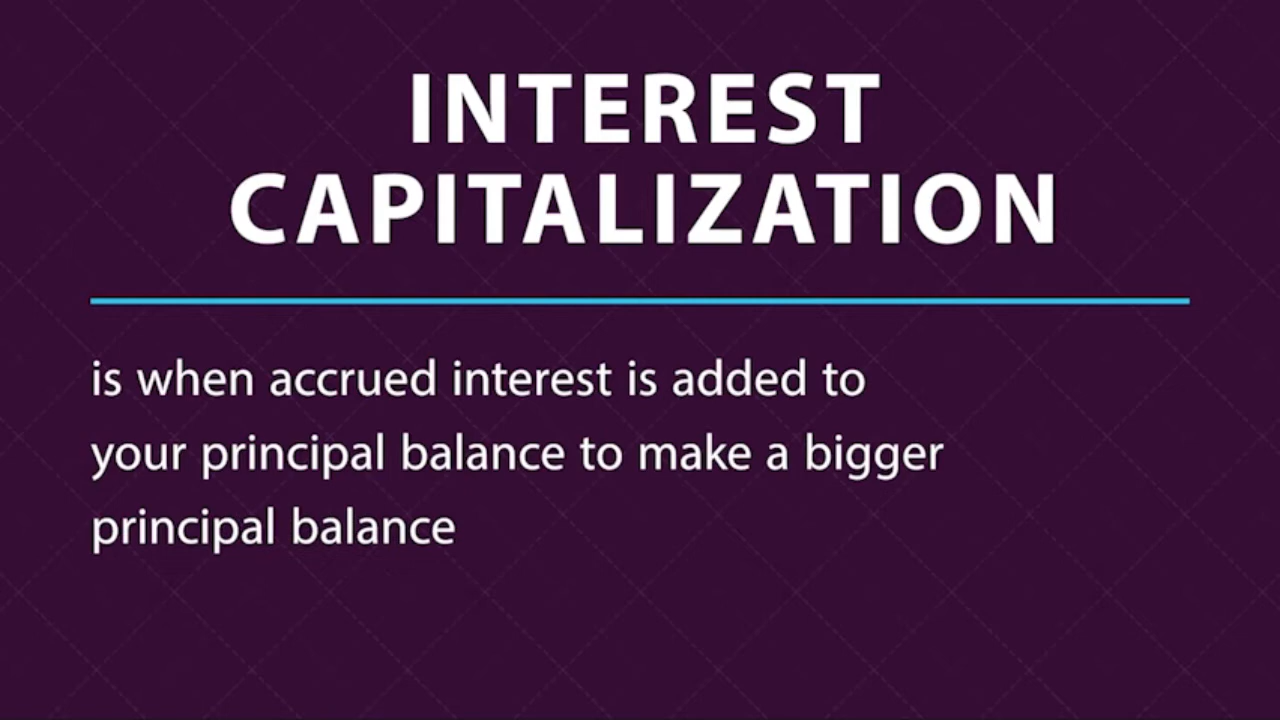 INTEREST
CAPITALIZATION
is when accrued interest is added to
your principal balance to make a bigger
principal balance